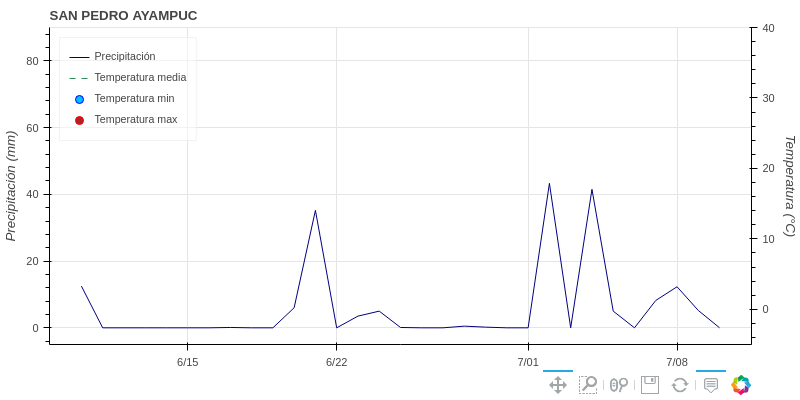 SAN PEDRO AYAMPUC
Precipitación
Temperatura media
Temperatura min
Temperatura max
Precipitación (mm)
80
60
40
20
0
40
30
20
10
0
Temperatura (°C)
6/15
6/22
7/01
7/08